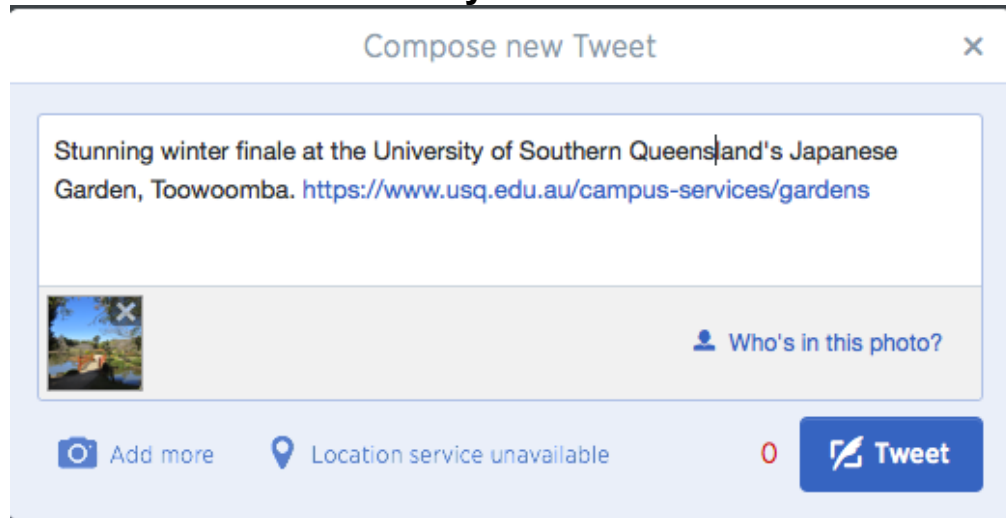 Compose new Tweet
Stunning winter finale at the University of Southern Queensland's Japanese
Garden, Toowoomba. https://www.usq.edu.au/campus-services/gardens
Who's in this photo?
Add more
Location service unavailable
0
Tweet